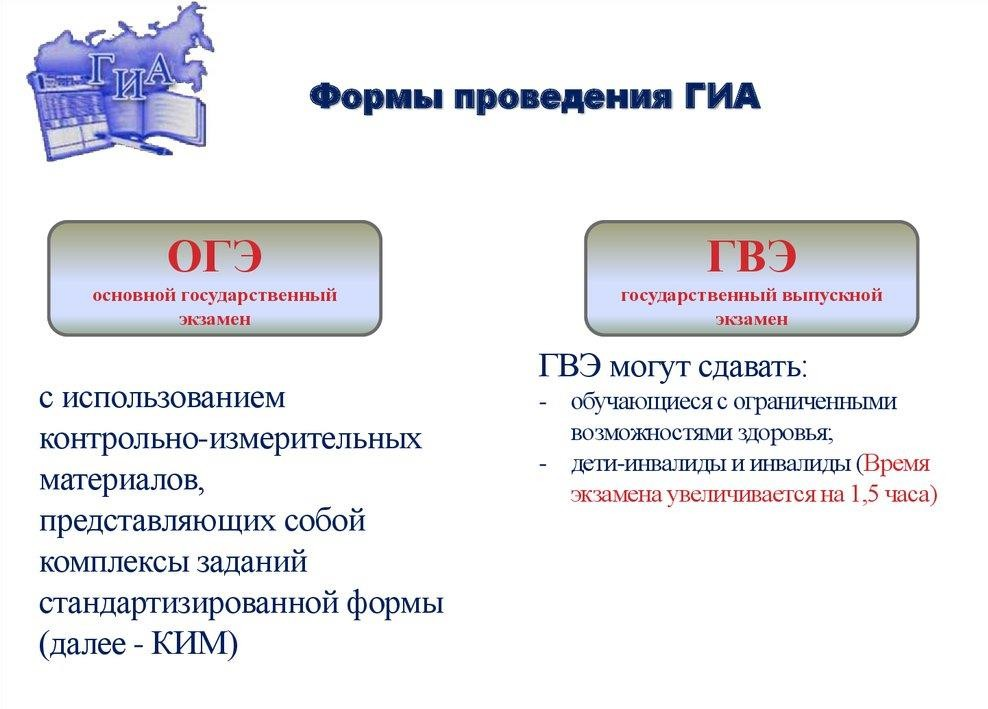 ГИА
Формы проведения ГИА
ОГЭ
основной государственный
экзамен
с использованием
контрольно-измерительных
материалов,
представляющих собой
комплексы заданий
стандартизированной формы
(далее - КИМ)
ГВЭ
государственный выпускной
экзамен
ГВЭ могут сдавать:
- обучающиеся с ограниченными
возможностями здоровья;
- дети-инвалиды и инвалиды (Время
экзамена увеличивается на 1,5 часа)